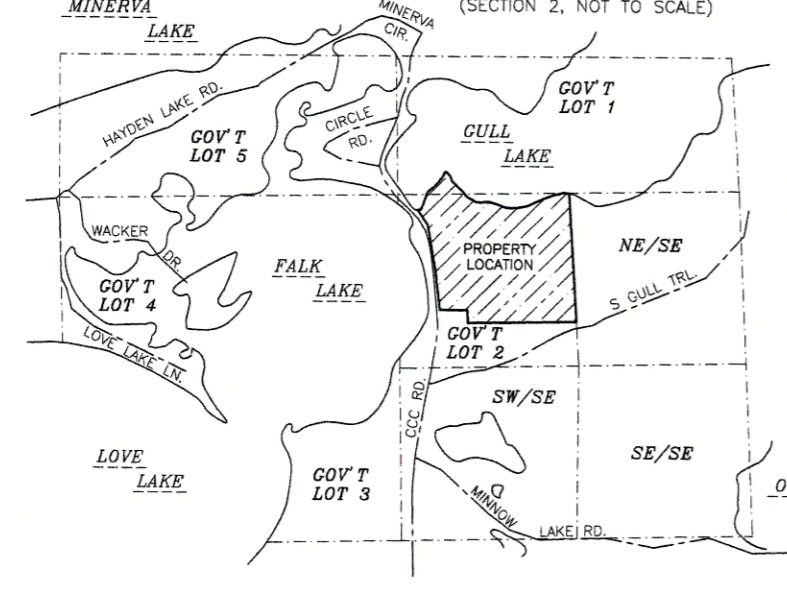 MINERVA
LAKE
(SECTION 2, NOT TO SCALE)
MINERVA
CIR.
GOV'T
LOT 1
HAYDEN LAKE RD.
CIRCLE
RD.
GULL
LAKE
GOV'T
LOT 5
WACKER
DR.
PROPERTY
LOCATION
NE/SE
FALK
LAKE
GOV'T
LOT 4
S GULL TRL.
LOVE LAKE LN.
GOV'T
LOT 2
CCC RD.
SW/SE
LOVE
LAKE
GOV'T
LOT 3
SE/SE
MINNOW
LAKE RD.